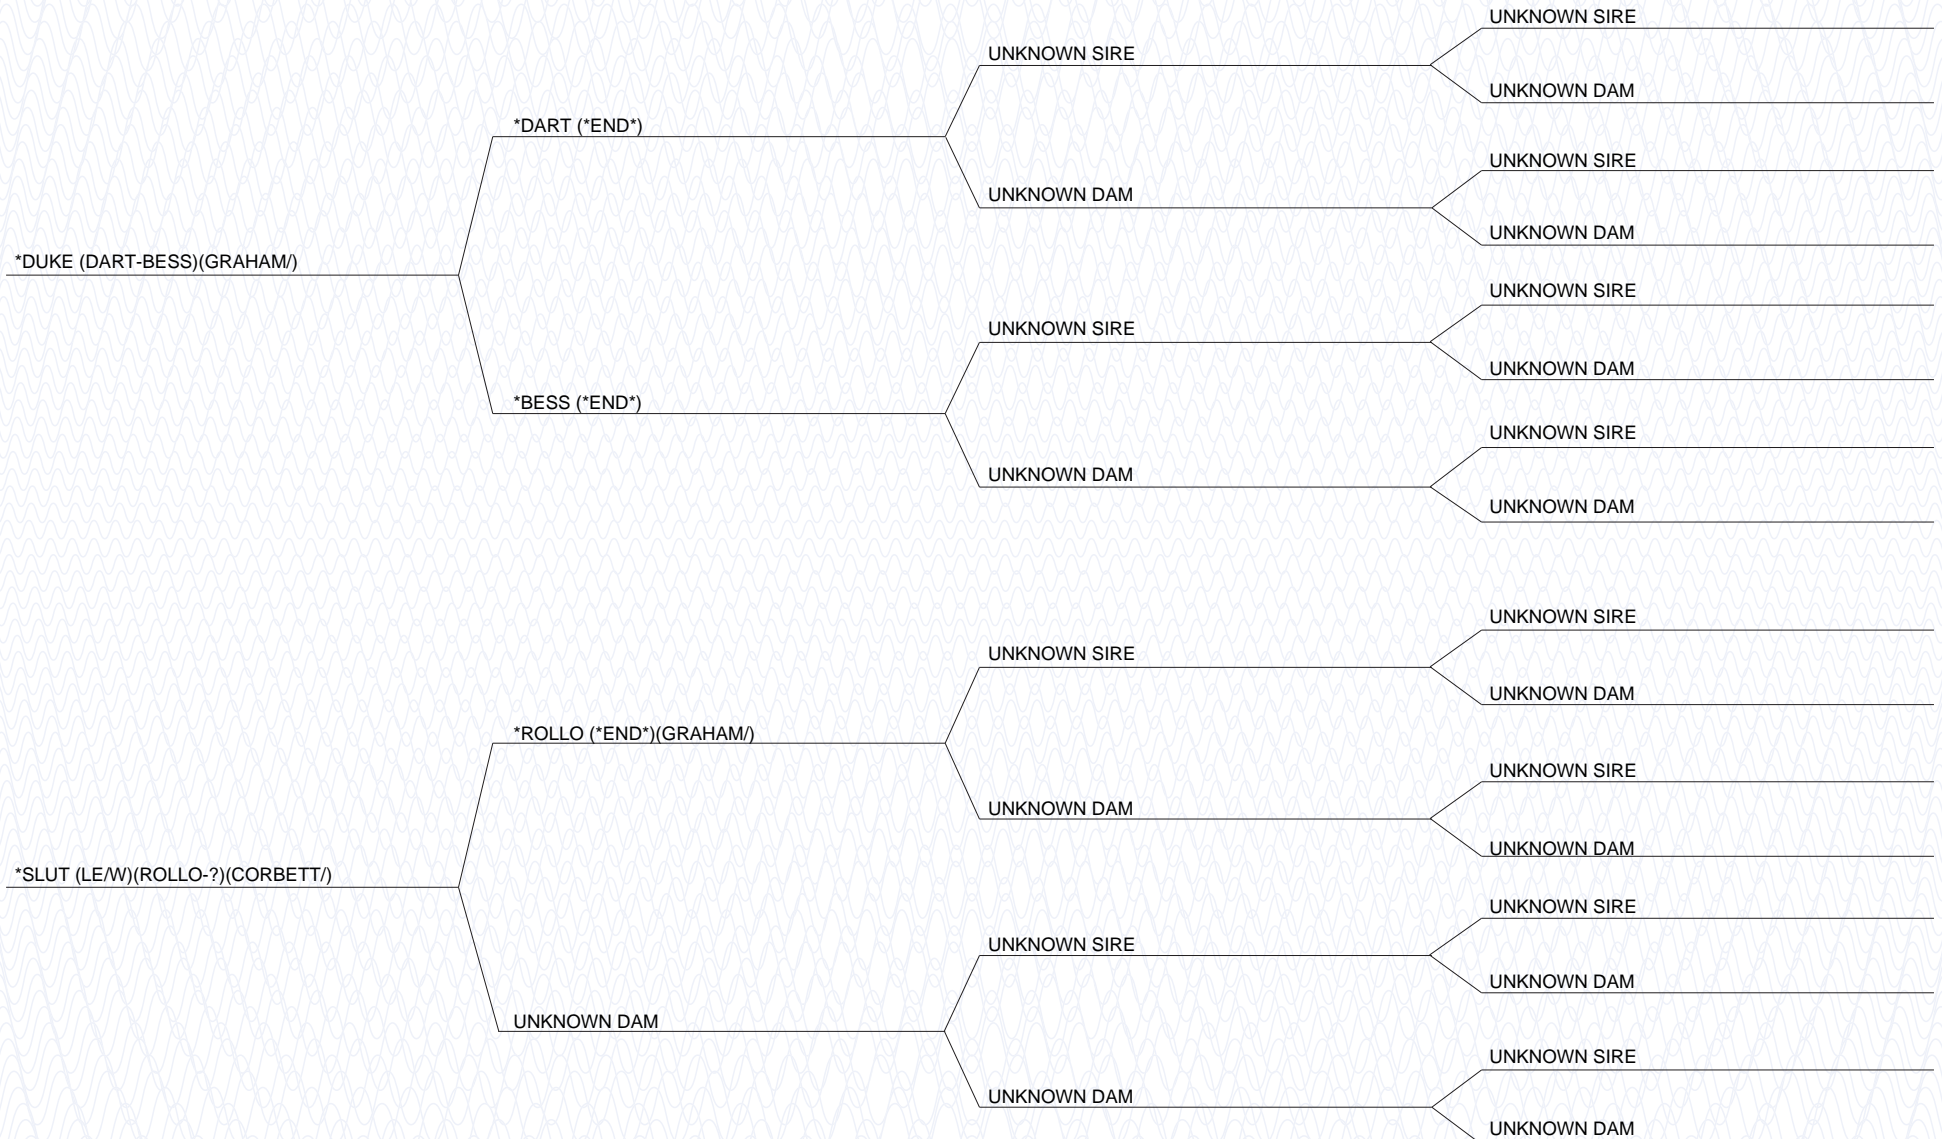 UNKNOWN SIRE
UNKNOWN SIRE
UNKNOWN DAM
*DART (*END*)
UNKNOWN SIRE
UNKNOWN DAM
UNKNOWN DAM
*DUKE (DART-BESS)(GRAHAM/)
UNKNOWN SIRE
UNKNOWN SIRE
UNKNOWN DAM
*BESS (*END*)
UNKNOWN SIRE
UNKNOWN DAM
UNKNOWN DAM
UNKNOWN SIRE
UNKNOWN SIRE
UNKNOWN DAM
*ROLLO (*END*)(GRAHAM/)
UNKNOWN SIRE
UNKNOWN DAM
UNKNOWN DAM
*SLUT (LE/W)(ROLLO-?)(CORBETT/)
UNKNOWN SIRE
UNKNOWN SIRE
UNKNOWN DAM
UNKNOWN DAM
UNKNOWN SIRE
UNKNOWN DAM
UNKNOWN DAM